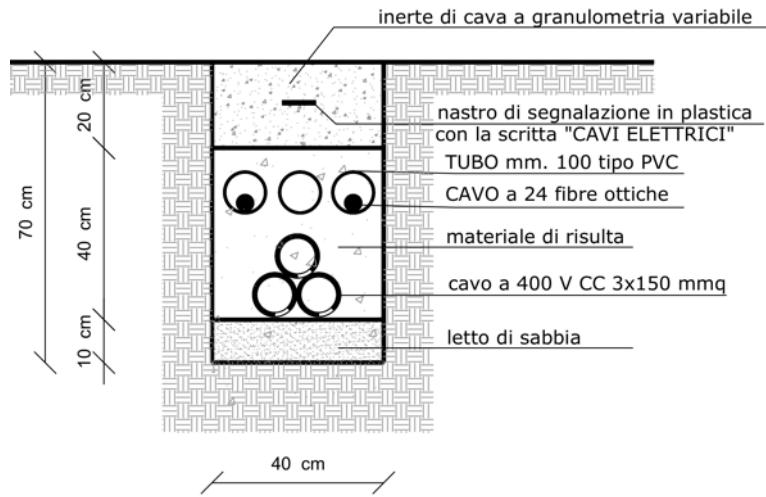 inerte di cava a granulometria variabile
nastro di segnalazione in plastica
con la scritta "CAVI ELETTRICI"
TUBO mm. 100 tipo PVC
CAVO a 24 fibre ottiche
materiale di risulta
cavo a 400 V CC 3x150 mmq
letto di sabbia
70 cm
20 cm
40 cm
10 cm
40 cm